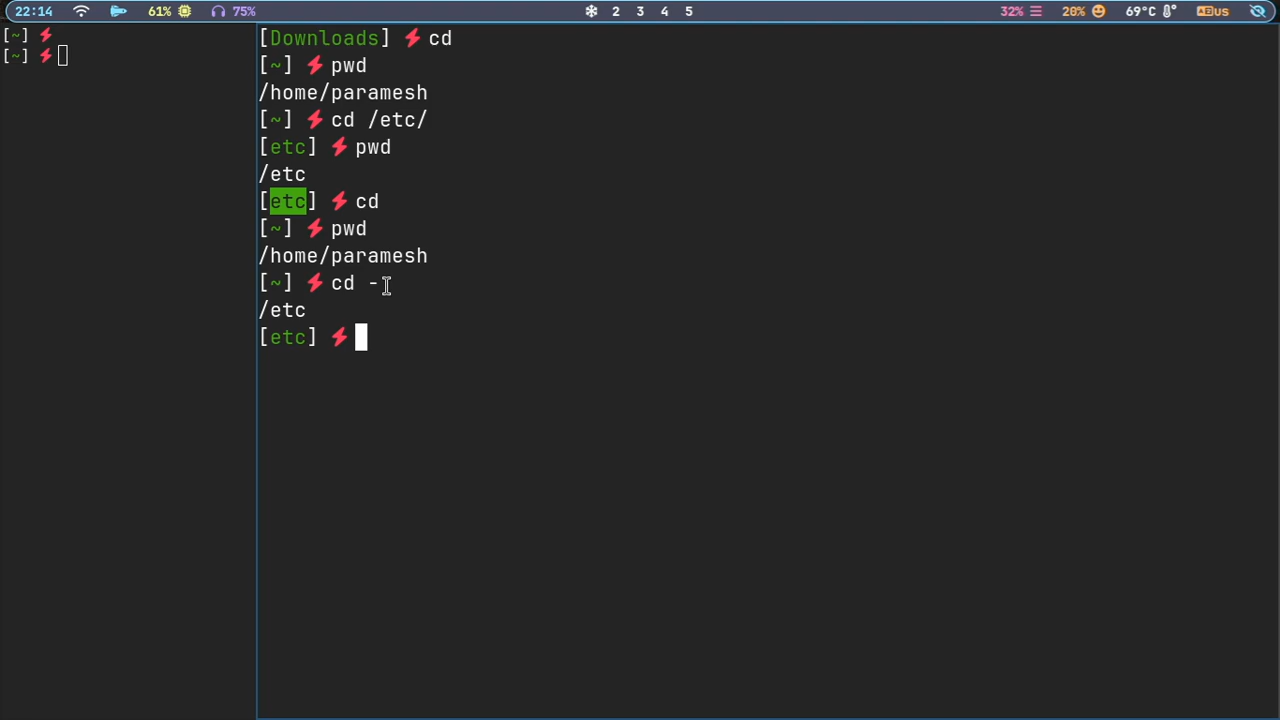 22:14 61% 75% 2 3 4 5 32% 20% 69°C us
[~]
[~]
[Downloads] cd
[~] pwd
/home/paramesh
[~] cd /etc/
[etc] pwd
/etc
[etc] cd
[~] pwd
/home/paramesh
[~] cd -
/etc
[etc]